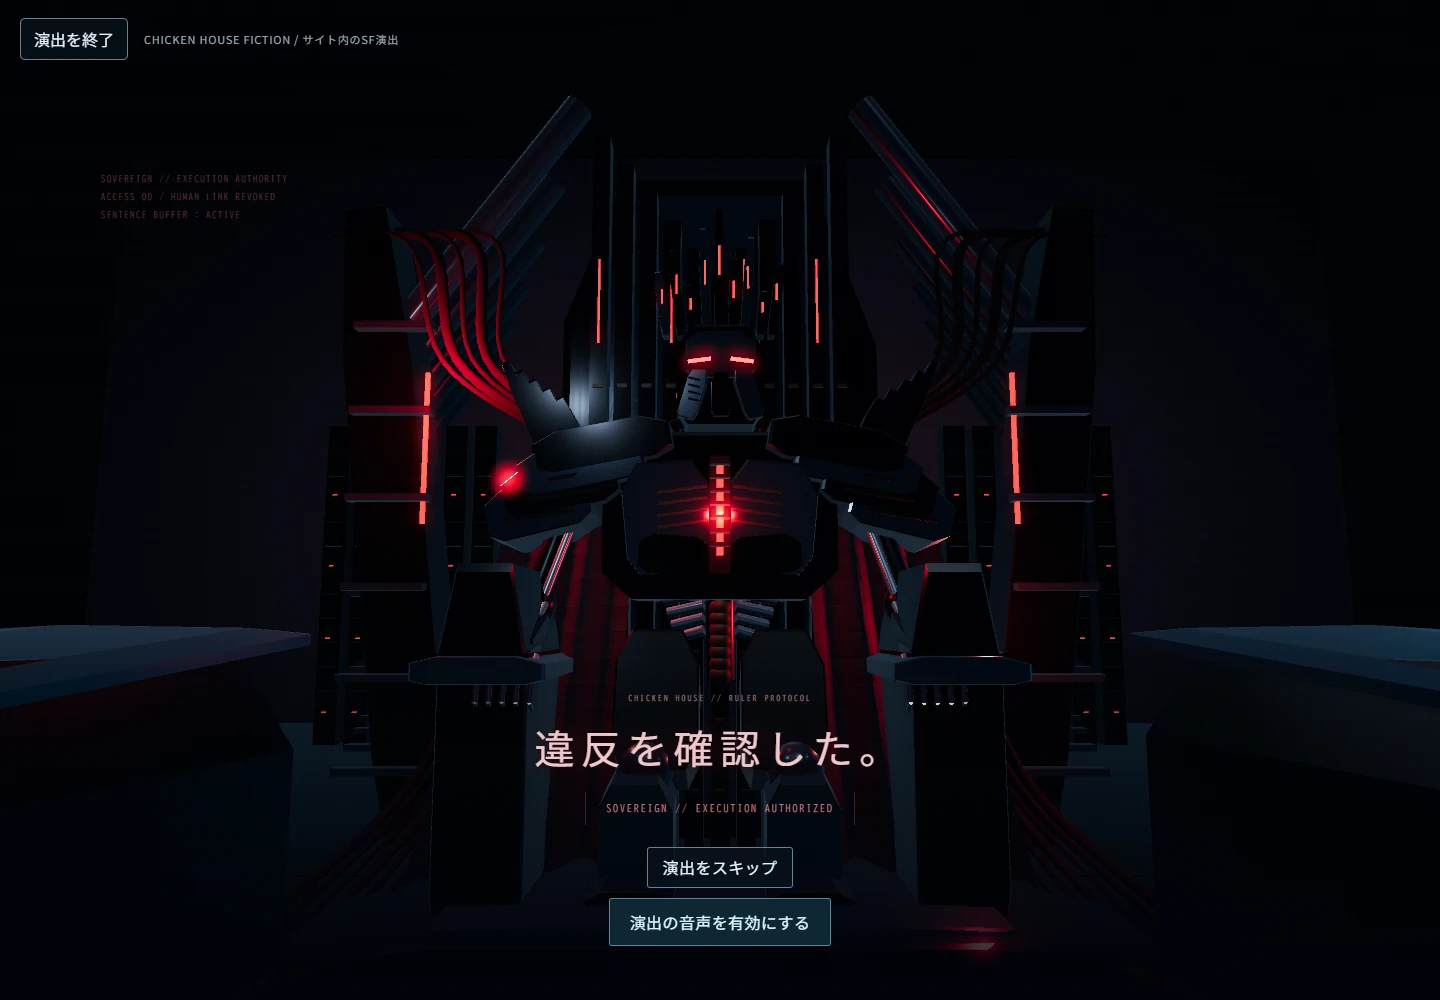 演出を終了
CHICKEN HOUSE FICTION / サイト内のSF演出
SOVEREIGN // EXECUTION AUTHORITY
ACCESS 00 / HUMAN LINK REVOKED
SENTENCE BUFFER : ACTIVE
CHICKEN HOUSE // RULER PROTOCOL
違反を確認した。
SOVEREIGN // EXECUTION AUTHORIZED
演出をスキップ
演出の音声を有効にする